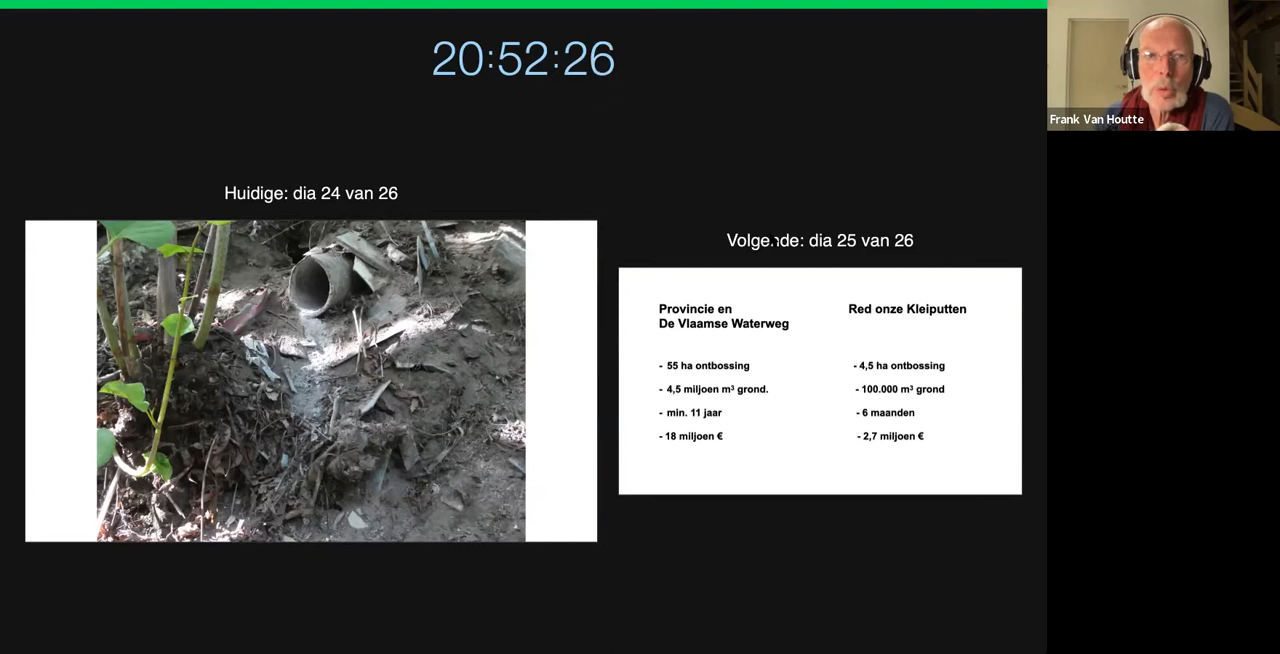 20:52:26
Frank Van Houtte
Huidige: dia 24 van 26
Volgende: dia 25 van 26
Provincie en
De Vlaamse Waterweg
- 55 ha ontbossing
- 4,5 miljoen m³ grond.
- min. 11 jaar
- 18 miljoen €
Red onze Kleiputten
- 4,5 ha ontbossing
- 100.000 m³ grond
- 6 maanden
- 2,7 miljoen €